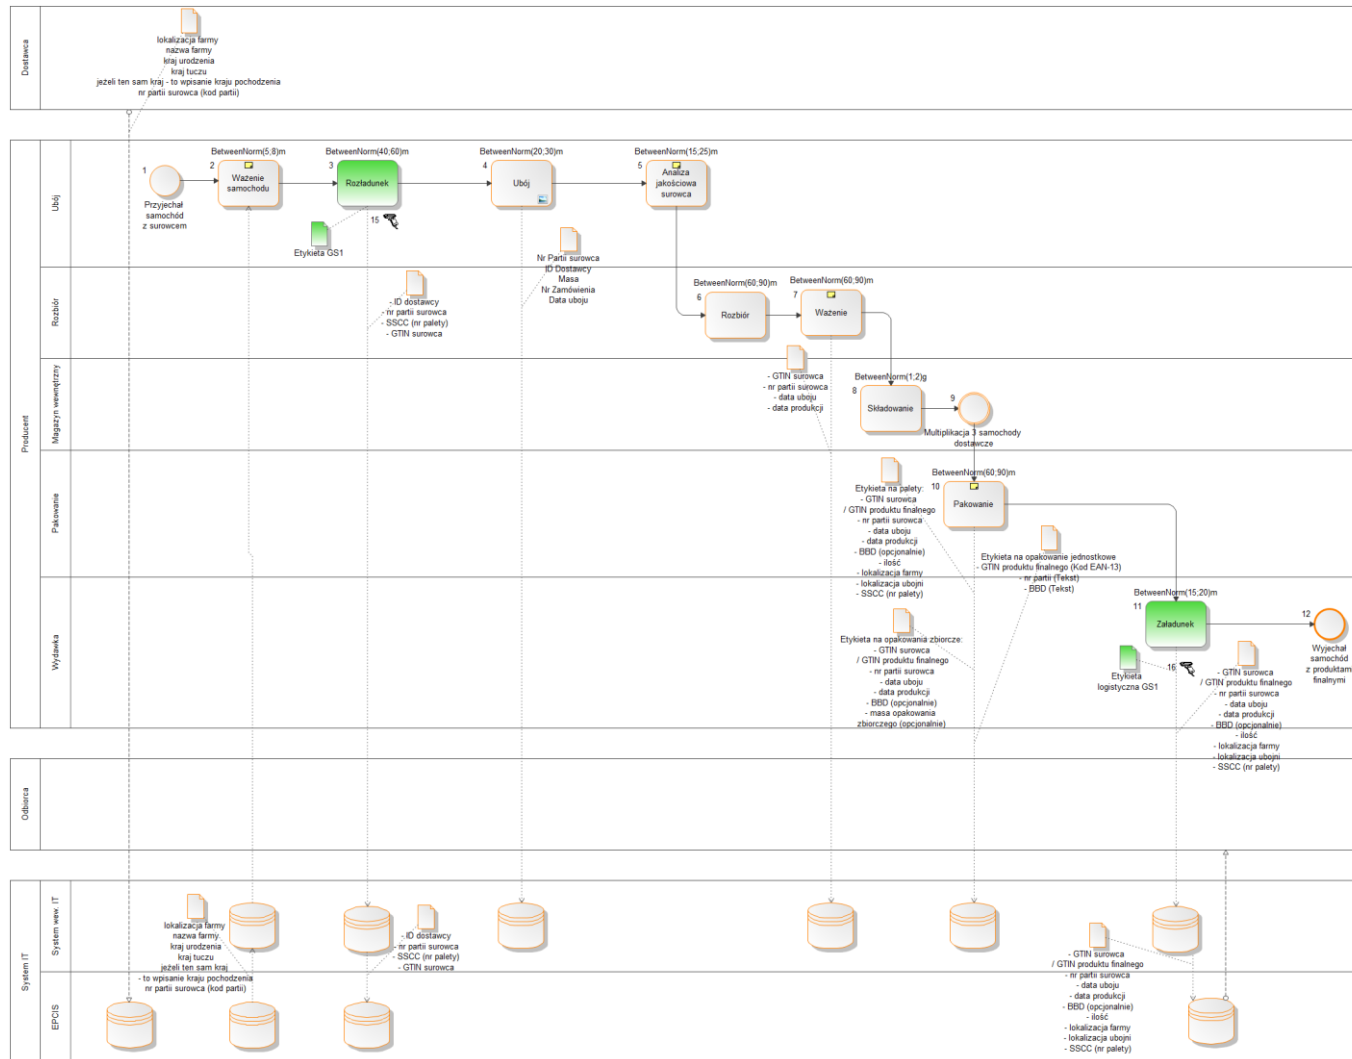 Dostawca
lokalizacja farmy
nazwa farmy
kraj urodzenia
kraj tuczu
jeżeli ten sam kraj - to wpisanie kraju pochodzenia
nr partii surowca (kod partii)
Producent
Ubój
1
Przyjechał
samochód
z surowcem
BetweenNorm(5;8)m
2
Ważenie
samochodu
BetweenNorm(40;60)m
3
Rozładunek
15
Etykieta GS1
BetweenNorm(20;30)m
4
Ubój
BetweenNorm(15;25)m
5
Analiza
jakościowa
surowca
Nr Partii surowca
ID Dostawcy
Masa
Nr Zamówienia
Data uboju
Rozbiór
- ID dostawcy
- nr partii surowca
- SSCC (nr palety)
- GTIN surowca
BetweenNorm(60;90)m
6
Rozbiór
BetweenNorm(60;90)m
7
Ważenie
Magazyn wewnętrzny
- GTIN surowca
- nr partii surowca
- data uboju
- data produkcji
BetweenNorm(1;2)g
8
Składowanie
9
Multiplikacja 3 samochody
dostawcze
Pakowanie
BetweenNorm(60;90)m
10
Pakowanie
Etykieta na palety:
- GTIN surowca
/ GTIN produktu finalnego
- nr partii surowca
- data uboju
- data produkcji
- BBD (opcjonalnie)
- ilość
- lokalizacja farmy
- lokalizacja ubojni
- SSCC (nr palety)
Etykieta na opakowanie jednostkowe
- GTIN produktu finalnego (Kod EAN-13)
- nr partii (Tekst)
- BBD (Tekst)
Wydawka
Etykieta na opakowania zbiorcze:
- GTIN surowca
/ GTIN produktu finalnego
- nr partii surowca
- data uboju
- data produkcji
- BBD (opcjonalnie)
- masa opakowania
zbiorczego (opcjonalnie)
BetweenNorm(15;20)m
11
Załadunek
16
Etykieta
logistyczna GS1
12
Wyjechał
samochód
z produktam
finalnymi
- GTIN surowca
/ GTIN produktu finalnego
- nr partii surowca
- data uboju
- data produkcji
- BBD (opcjonalnie)
- ilość
- lokalizacja farmy
- lokalizacja ubojni
- SSCC (nr palety)
Odbiorca
System IT
System wew. IT
lokalizacja farmy
nazwa farmy
kraj urodzenia
kraj tuczu
jeżeli ten sam kraj
- to wpisanie kraju pochodzenia
nr partii surowca (kod partii)
- ID dostawcy
- nr partii surowca
- SSCC (nr palety)
- GTIN surowca
EPCIS
- GTIN surowca
/ GTIN produktu finalnego
- nr partii surowca
- data uboju
- data produkcji
- BBD (opcjonalnie)
- ilość
- lokalizacja farmy
- lokalizacja ubojni
- SSCC (nr palety)